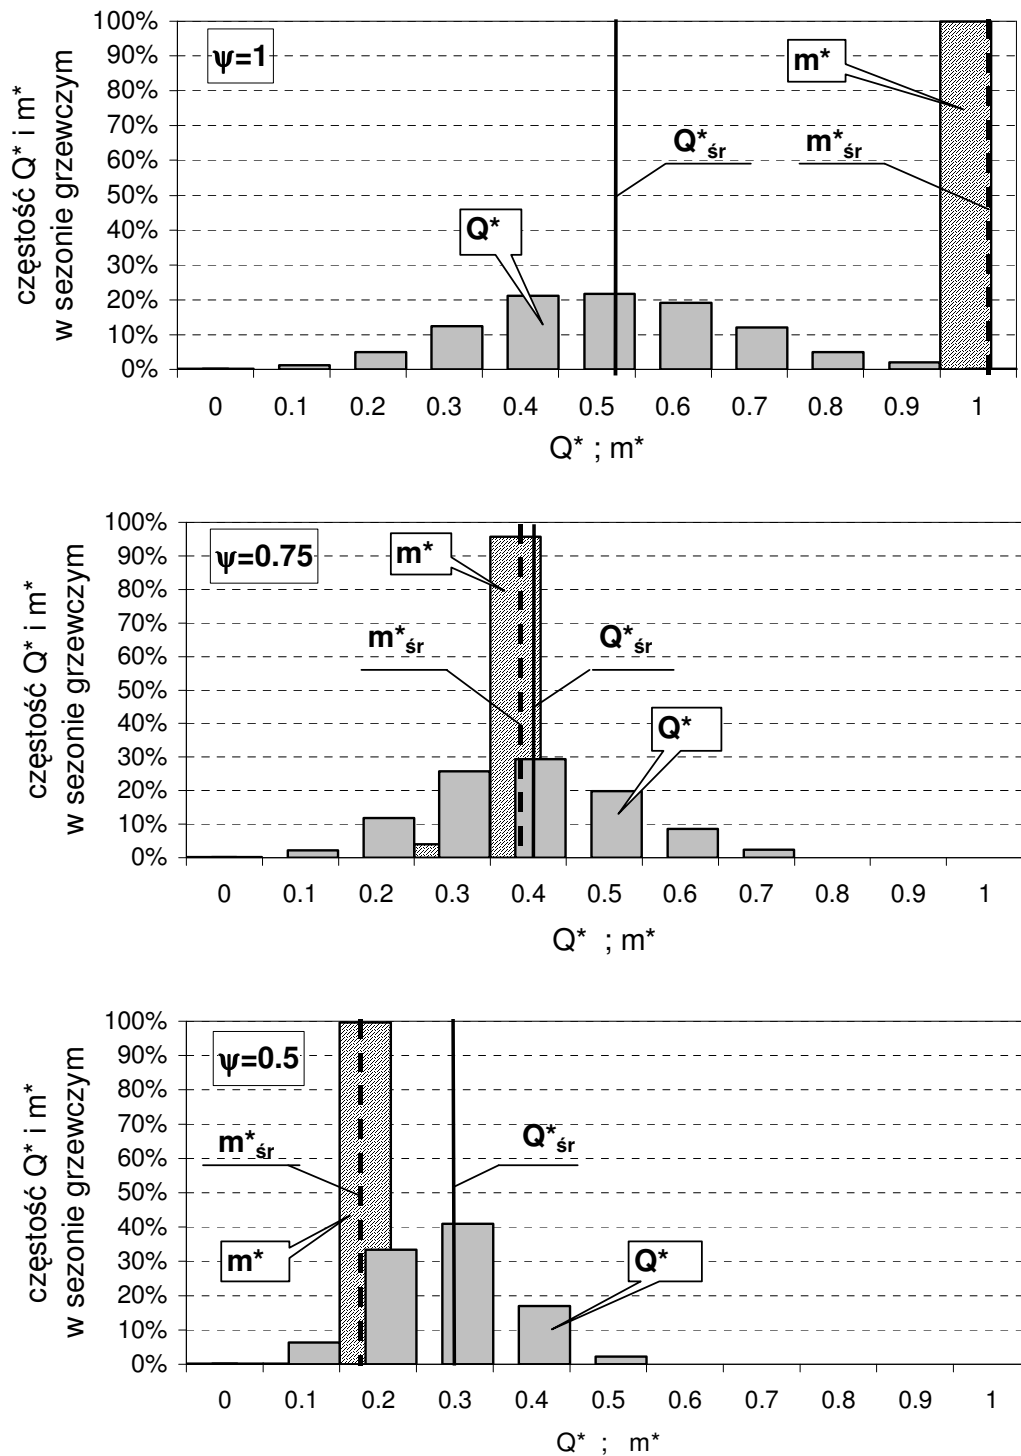 częstość Q* i m*
w sezonie grzewczym
100%
90%
80%
70%
60%
50%
40%
30%
20%
10%
0%
ψ=1
m*
Q*śr
m*śr
Q*
0 0.1 0.2 0.3 0.4 0.5 0.6 0.7 0.8 0.9 1
Q* ; m*
częstość Q* i m*
w sezonie grzewczym
100%
90%
80%
70%
60%
50%
40%
30%
20%
10%
0%
ψ=0.75
m*
m*śr
Q*śr
Q*
0 0.1 0.2 0.3 0.4 0.5 0.6 0.7 0.8 0.9 1
Q* ; m*
częstość Q* i m*
w sezonie grzewczym
100%
90%
80%
70%
60%
50%
40%
30%
20%
10%
0%
ψ=0.5
m*śr
Q*śr
m*
Q*
0 0.1 0.2 0.3 0.4 0.5 0.6 0.7 0.8 0.9 1
Q* ; m*